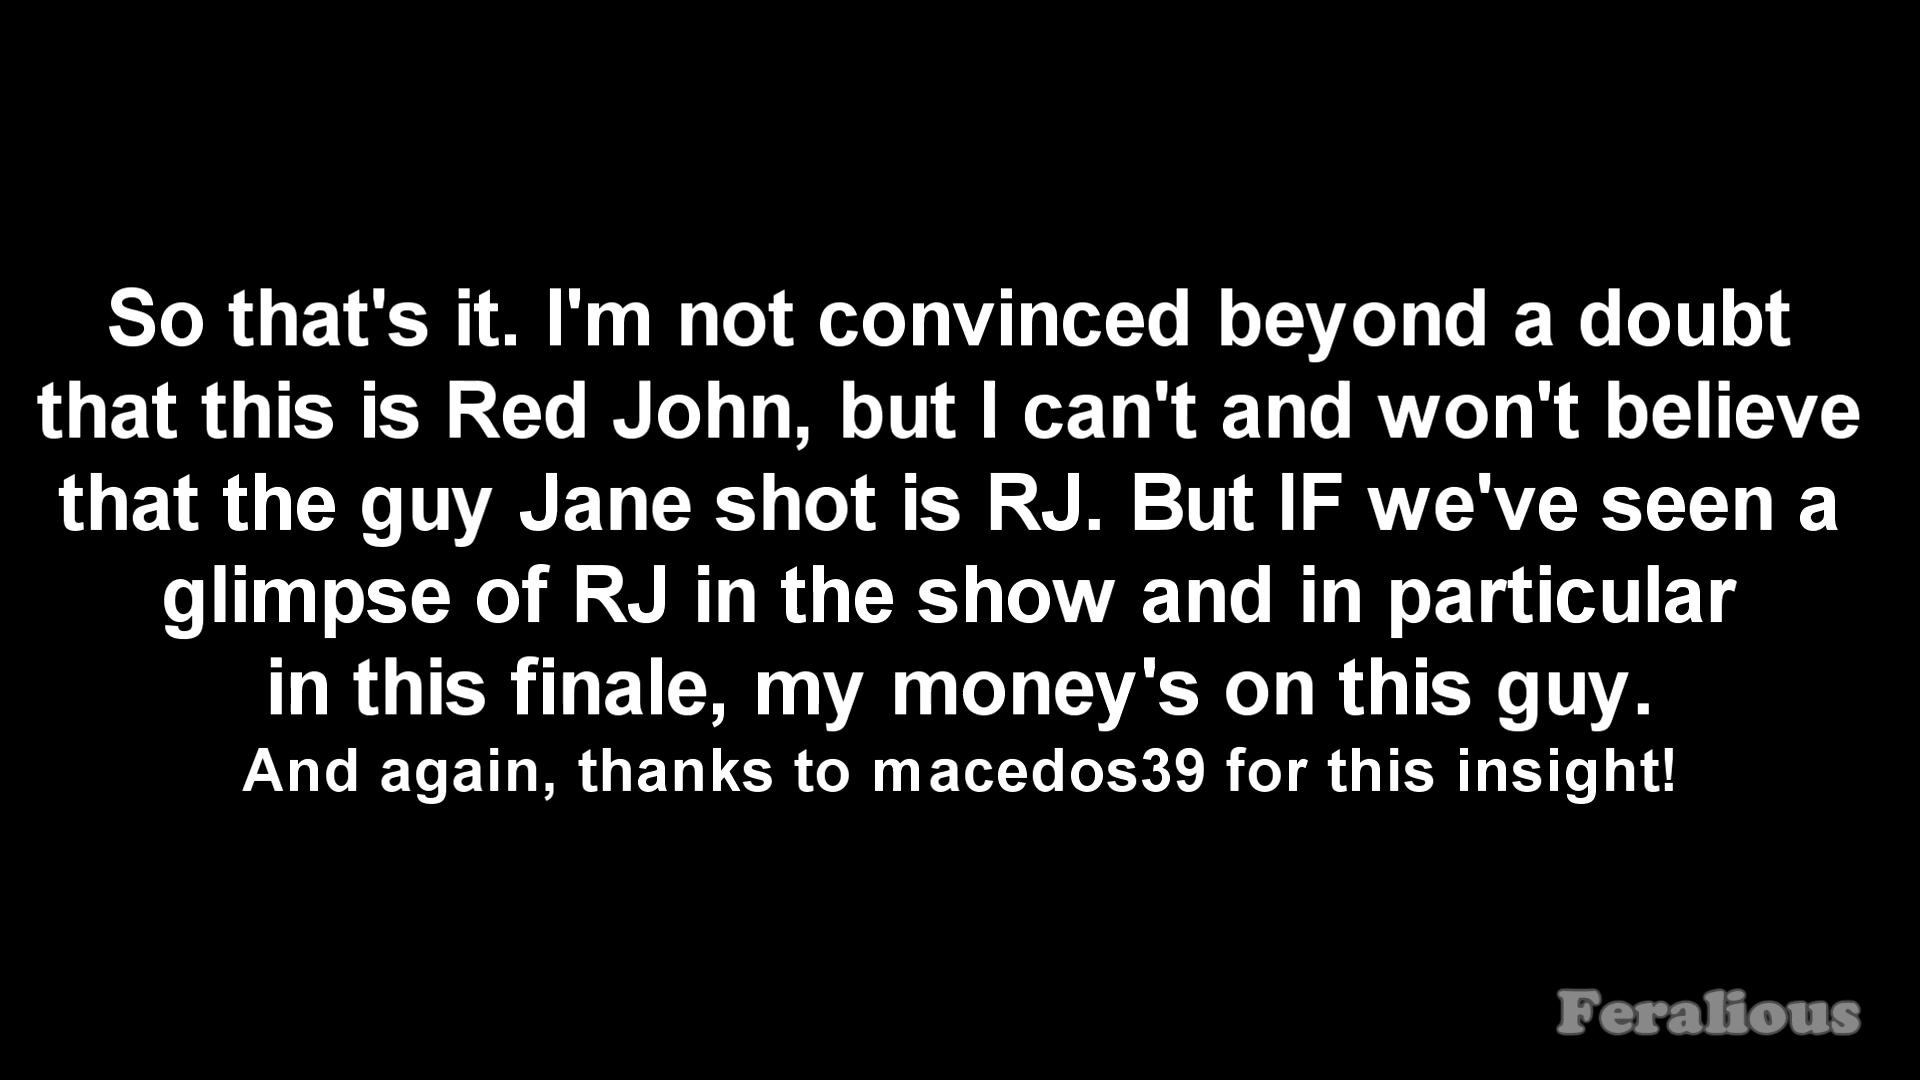 So that's it. I'm not convinced beyond a doubt
that this is Red John, but I can't and won't believe
that the guy Jane shot is RJ. But IF we've seen a
glimpse of RJ in the show and in particular
in this finale, my money's on this guy.
And again, thanks to macedos39 for this insight!
Feralious